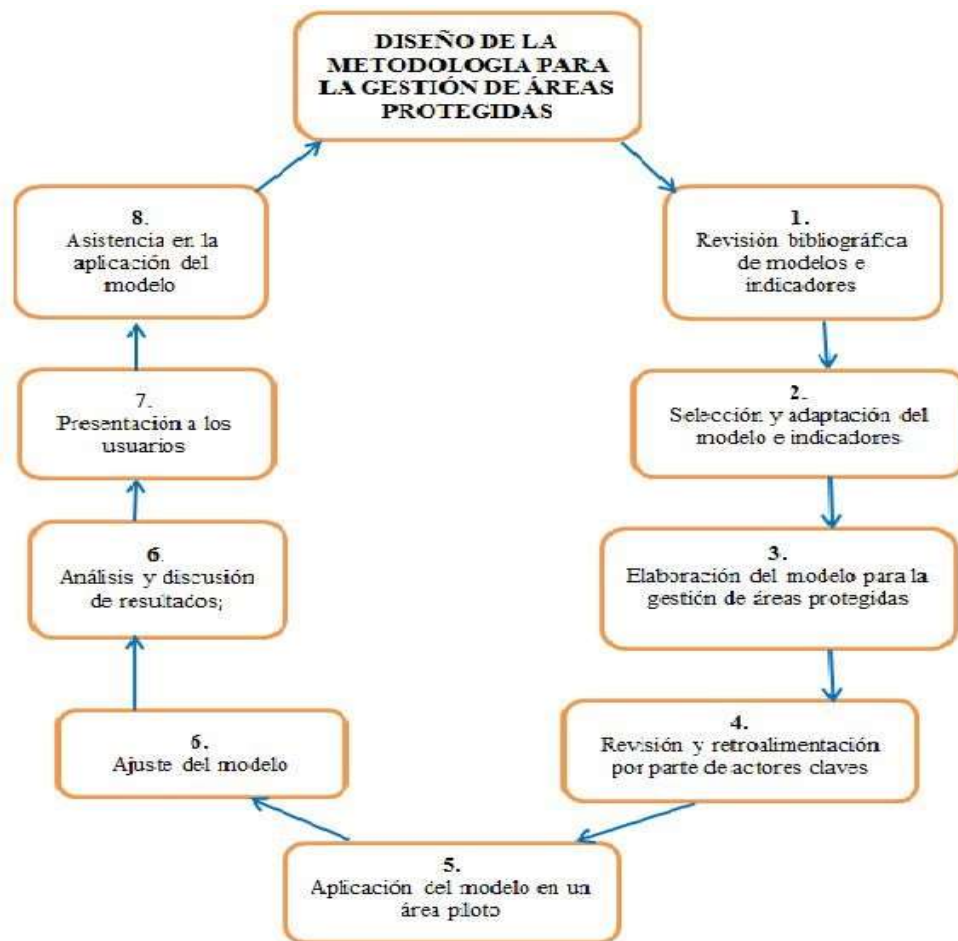 DISEÑO DE LA
METODOLOGIA PARA
LA GESTIÓN DE ÁREAS
PROTEGIDAS
1.
Revisión bibliográfica
de modelos e
indicadores
2.
Selección y adaptación del
modelo e indicadores
3.
Elaboración del modelo para la
gestión de áreas protegidas
4.
Revisión y retroalimentación
por parte de actores claves
5.
Aplicación del modelo en un
área piloto
6.
Ajuste del modelo
6.
Análisis y discusión
de resultados;
7.
Presentación a los
usuarios
8.
Asistencia en la
aplicación del
modelo